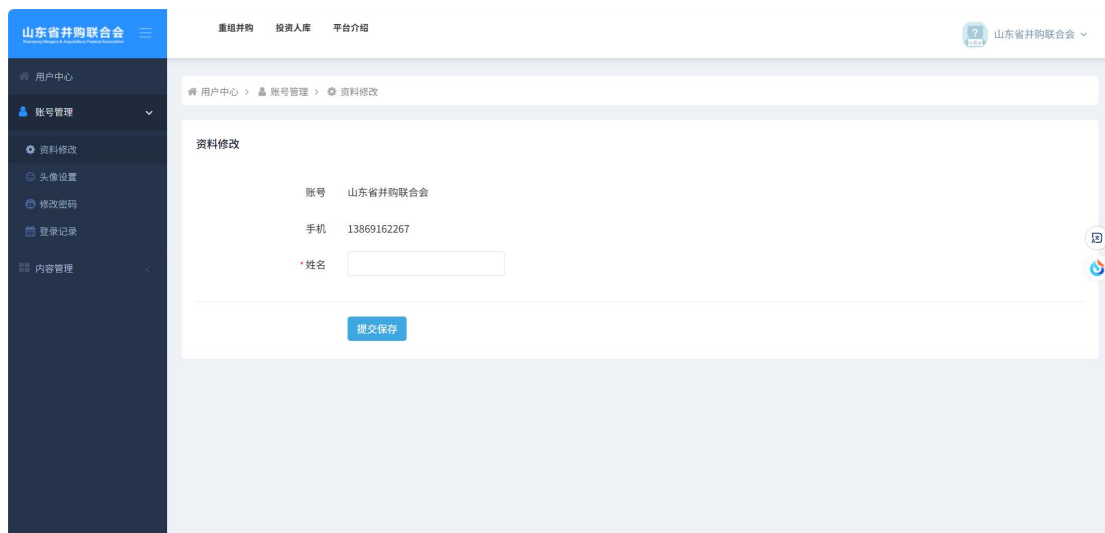 山东省并购联合会
重组并购 投资人库 平台介绍
山东省并购联合会
用户中心
账号管理
资料修改
头像设置
修改密码
登录记录
内容管理
用户中心 > 账号管理 > 资料修改
资料修改
账号 山东省并购联合会
手机 13869162267
*姓名
提交保存